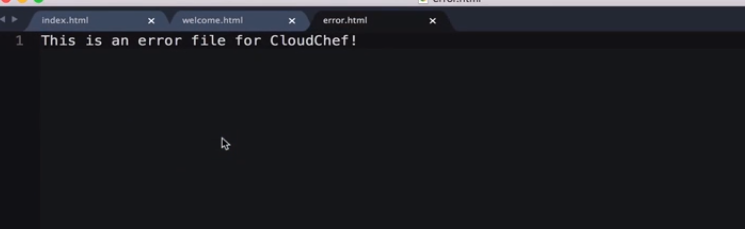 error.html
index.html × welcome.html × error.html ×
1 This is an error file for CloudChef!